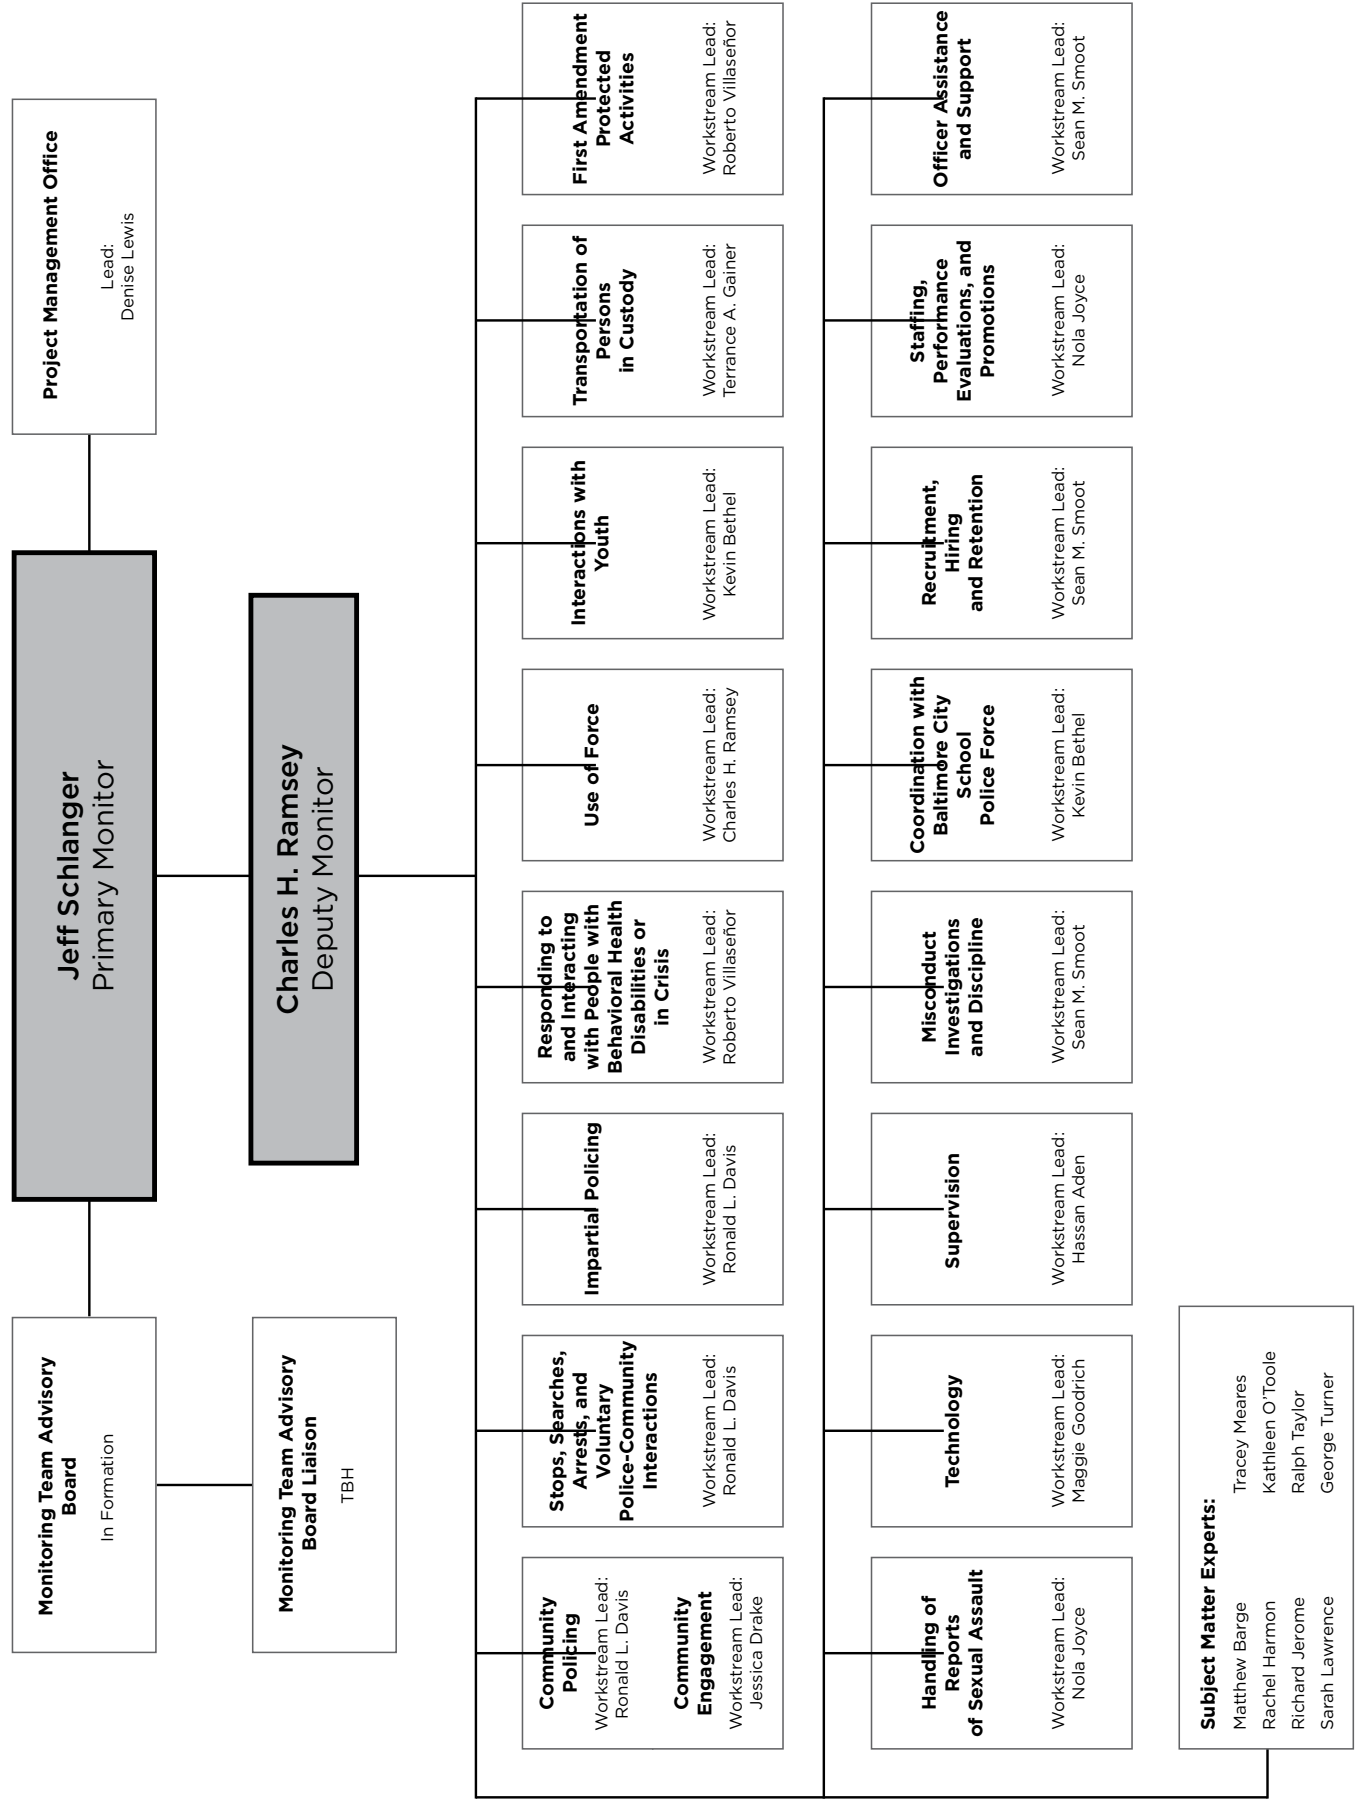 Monitoring Team Advisory
Board
In Formation
Jeff Schlanger
Primary Monitor
Project Management Office
Lead:
Denise Lewis
Monitoring Team Advisory
Board Liaison
TBH
Charles H. Ramsey
Deputy Monitor
Community
Policing
Workstream Lead:
Ronald L. Davis
Community
Engagement
Workstream Lead:
Jessica Drake
Stops, Searches,
Arrests, and
Voluntary
Police-Community
Interactions
Workstream Lead:
Ronald L. Davis
Impartial Policing
Workstream Lead:
Ronald L. Davis
Responding to
and Interacting
with People with
Behavioral Health
Disabilities or
in Crisis
Workstream Lead:
Roberto Villaseñor
Use of Force
Workstream Lead:
Charles H. Ramsey
Interactions with
Youth
Workstream Lead:
Kevin Bethel
Transportation of
Persons
in Custody
Workstream Lead:
Terrance A. Gainer
First Amendment
Protected
Activities
Workstream Lead:
Roberto Villaseñor
Handling of
Reports
of Sexual Assault
Workstream Lead:
Nola Joyce
Technology
Workstream Lead:
Maggie Goodrich
Supervision
Workstream Lead:
Hassan Aden
Misconduct
Investigations
and Discipline
Workstream Lead:
Sean M. Smoot
Coordination with
Baltimore City
School
Police Force
Workstream Lead:
Kevin Bethel
Recruitment,
Hiring
and Retention
Workstream Lead:
Sean M. Smoot
Staffing,
Performance
Evaluations, and
Promotions
Workstream Lead:
Nola Joyce
Officer Assistance
and Support
Workstream Lead:
Sean M. Smoot
Subject Matter Experts:
Matthew Barge
Rachel Harmon
Richard Jerome
Sarah Lawrence
Tracey Meares
Kathleen O'Toole
Ralph Taylor
George Turner